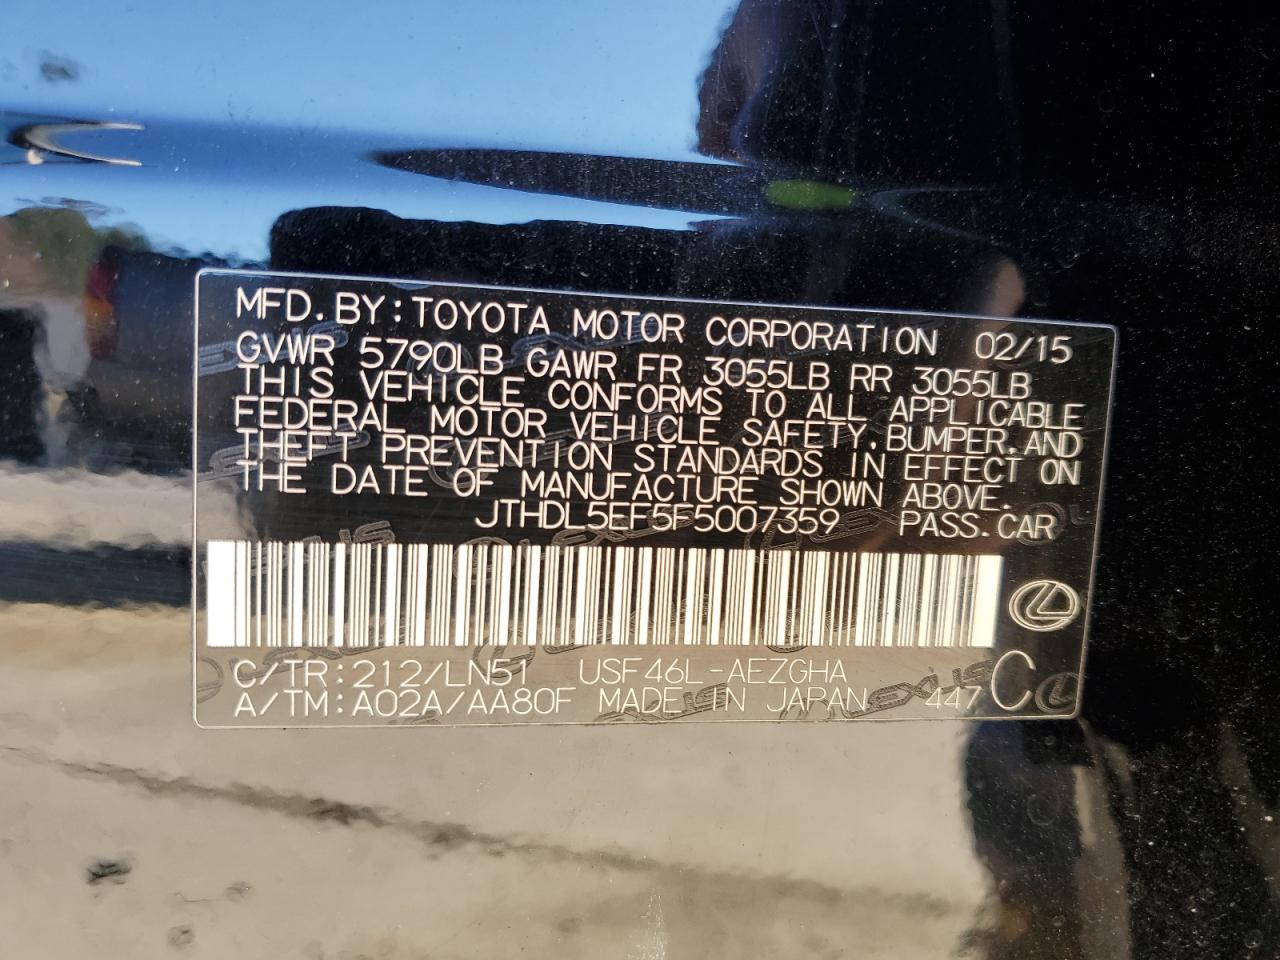 MFD.BY:TOYOTA MOTOR CORPORATION 02/15
GVWR 5790LB GAWR FR 3055LB RR 3055LB
THIS VEHICLE CONFORMS TO ALL APPLICABLE
FEDERAL MOTOR VEHICLE SAFETY,BUMPER,AND
THEFT PREVENTION STANDARDS IN EFFECT ON
THE DATE OF MANUFACTURE SHOWN ABOVE.
JTHDL5EF5F5007359 PASS.CAR
C/TR:212/LN51 USF46L-AEZGHA
A/TM:A02A/AA80F MADE IN JAPAN 447 C